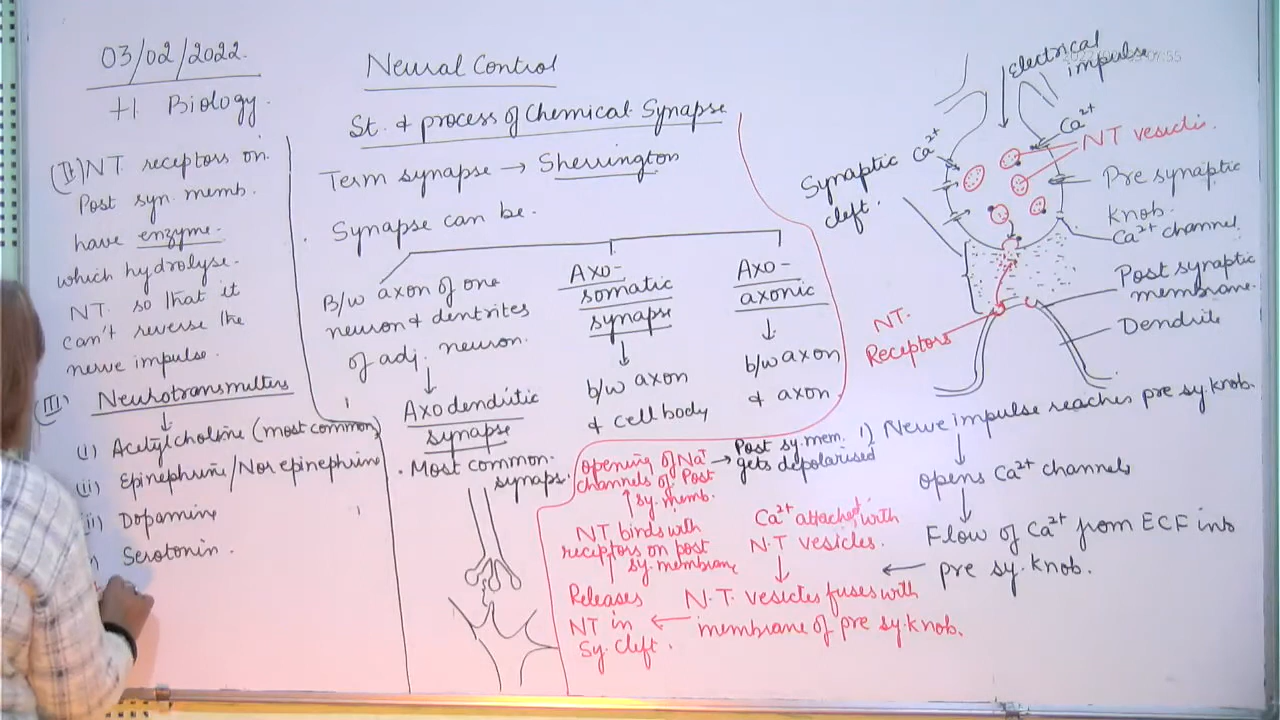 03/02/2022.
+1 Biology.
(II) NT. receptors on
Post syn. memb.
have enzyme.
which hydrolyse.
NT. so that it
can't reverse the
nerve impulse.
(III) Neurotransmitters
(i) Acetylcholine (most common)
(ii) Epinephrine/Nor epinephrine
Dopamine
Serotonin.
Neural Control
St. & process of Chemical Synapse
Term synapse → Sherrington
Synapse can be.
B/w axon of one
neuron & dentrites
of adj. neuron.
↓
Axodendritic
synapse
. Most common.
synaps.
Axo-
somatic
synapse
↓
b/w axon
& cell body
Axo-
axonic
↓
b/w axon
& axon
Electrical
impulse
Ca2+
Ca2+
NT vesicles.
Synaptic
cleft.
Pre synaptic
knob.
Ca2+ channel.
Post synaptic
membrane.
Dendrite
NT.
Receptors
1) Nerve impulse reaches pre sy. knob.
↓
opens Ca2+ channels
↓
Flow of Ca2+ from ECF into
← pre sy. knob.
Ca2+ attached with
N.T vesicles.
↓
N.T. vesicles fuses with
← membrane of pre sy. knob.
Releases
NT in
Sy. cleft.
↑
NT binds with
receptors on post
sy. membrane
↑
opening of Na+
channels of Post
sy. memb.
→ Post sy. mem.
gets depolarised